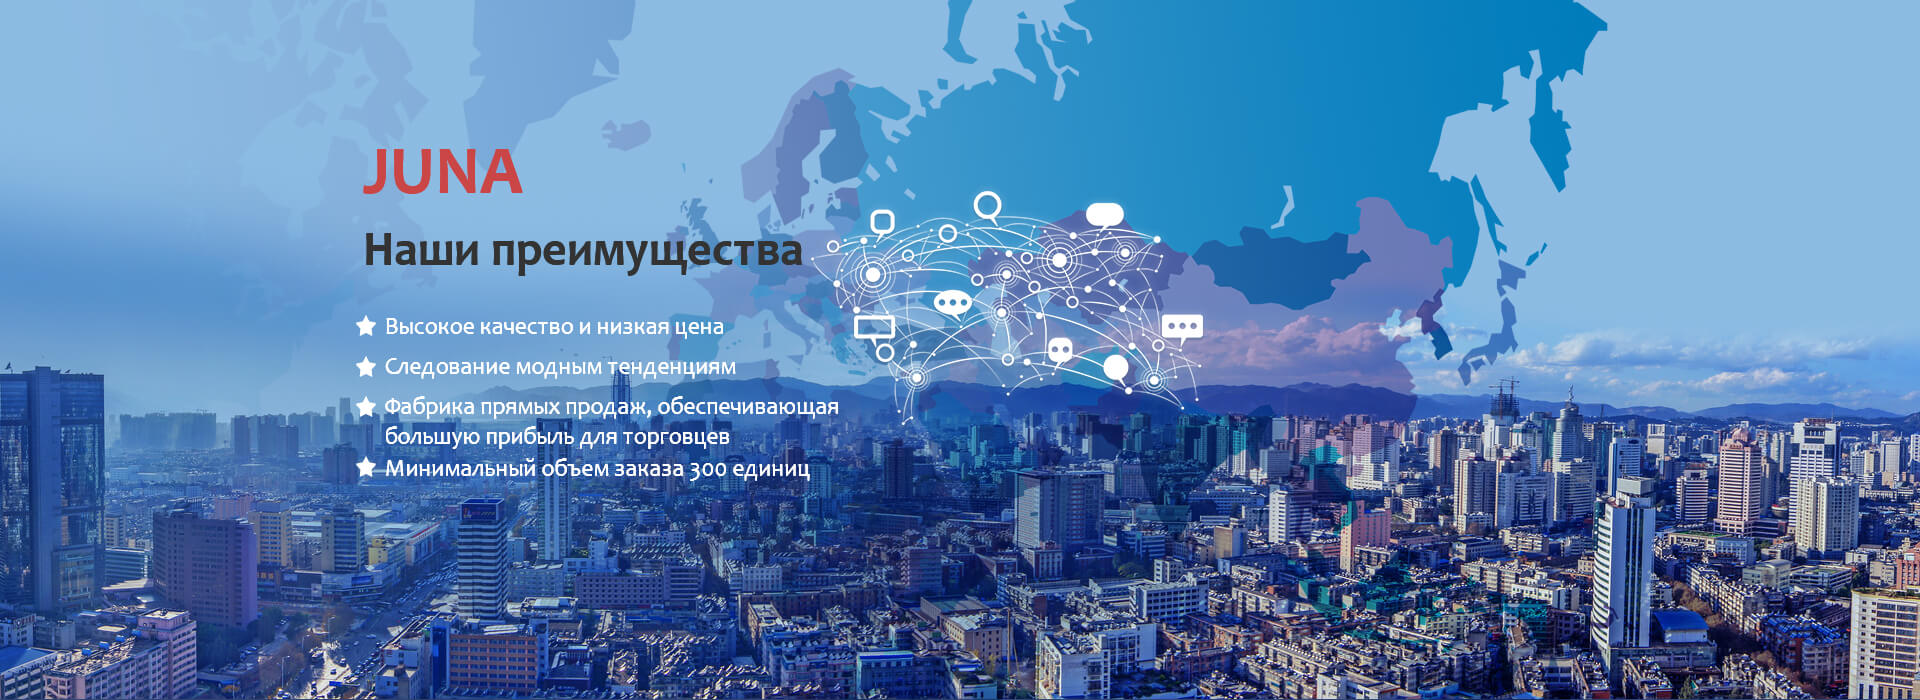 JUNA
Наши преимущества
Высокое качество и низкая цена
Следование модным тенденциям
Фабрика прямых продаж, обеспечивающая
большую прибыль для торговцев
Минимальный объем заказа 300 единиц